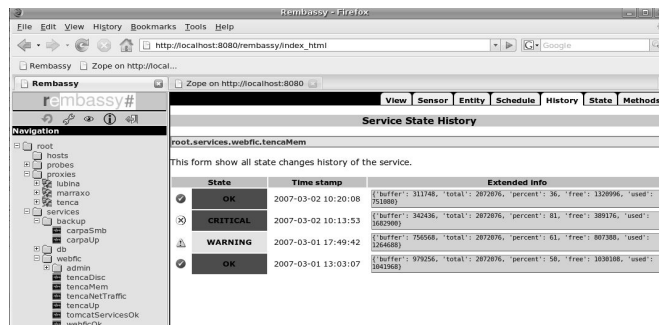 Rembassy - Firefox
File Edit View History Bookmarks Tools Help
http://localhost:8080/rembassy/index_html
G Google
Rembassy Zope on http://local...
Rembassy Zope on http://localhost:8080
rembassy#
View Sensor Entity Schedule History State Methods
Service State History
Navigation
root.services.webfic.tencaMem
This form show all state changes history of the service.
root
hosts
probes
proxies
lubina
marraxo
tenca
services
backup
carpaSmb
carpaUp
db
webfic
admin
tencaDisc
tencaMem
tencaNetTraffic
tencaUp
tomcatServicesOk
webficOk
State Time stamp Extended info
OK 2007-03-02 10:20:08 {'buffer': 311748, 'total': 2072076, 'percent': 36, 'free': 1320996, 'used': 751080}
CRITICAL 2007-03-02 10:13:53 {'buffer': 342436, 'total': 2072076, 'percent': 81, 'free': 389176, 'used': 1682900}
WARNING 2007-03-01 17:49:42 {'buffer': 756568, 'total': 2072076, 'percent': 61, 'free': 807388, 'used': 1264688}
OK 2007-03-01 13:03:07 {'buffer': 979256, 'total': 2072076, 'percent': 50, 'free': 1030108, 'used': 1041968}